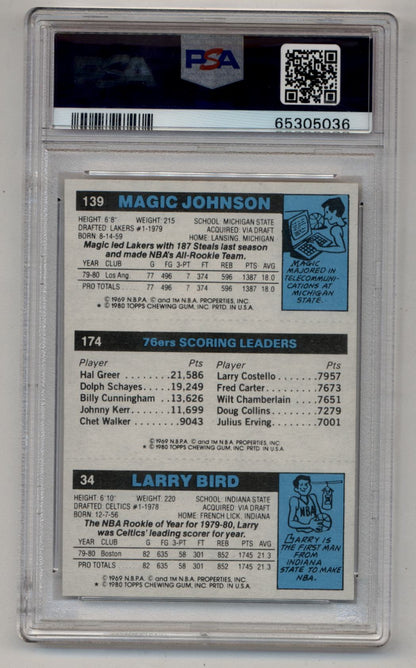 PSA
65305036
139 MAGIC JOHNSON
HEIGHT 6'8" WEIGHT: 215 SCHOOL: MICHIGAN STATE
DRAFTED LAKERS #1-1979 ACQUIRED: VIA DRAFT
BORN 8-14-59 HOME: LANSING, MICHIGAN
Magic led Lakers with 187 Steals last season
and made NBA's All-Rookie Team.
YEAR CLUB G FG 3-PT FT REB PTS AVG
79-80 Los Ang. 77 496 7 374 596 1387 18.0
PRO TOTALS 77 496 7 374 596 1387 18.0
© 1969 N.B.P.A. © and TM N.B.A. PROPERTIES, INC.
* © 1980 TOPPS CHEWING GUM, INC. PRTD. IN U.S.A.
MAGIC
MAJORED IN
TELECOMMUNI-
CATIONS AT
MICHIGAN
STATE.
174 76ers SCORING LEADERS
Player Pts Player Pts
Hal Greer . . . . . . . 21,586 Larry Costello . . . . 7957
Dolph Schayes. . . . 19,249 Fred Carter . . . . . . 7673
Billy Cunningham . . 13,626 Wilt Chamberlain . . 7651
Johnny Kerr. . . . . . 11,699 Doug Collins . . . . . 7279
Chet Walker . . . . . . 9043 Julius Erving. . . . . 7001
© 1969 N.B.P.A. © and TM N.B.A. PROPERTIES, INC.
* © 1980 TOPPS CHEWING GUM, INC. PRTD. IN U.S.A.
34 LARRY BIRD
HEIGHT: 6'10" WEIGHT: 220 SCHOOL: INDIANA STATE
DRAFTED: CELTICS #1-1978 ACQUIRED: VIA DRAFT
BORN: 12-7-56 HOME: FRENCH LICK, INDIANA
The NBA Rookie of Year for 1979-80, Larry
was Celtics' leading scorer for year.
YEAR CLUB G FG 3-PT FT REB PTS AVG
79-80 Boston 82 635 58 301 852 1745 21.3
PRO TOTALS 82 635 58 301 852 1745 21.3
© 1969 N.B.P.A. © and TM N.B.A. PROPERTIES, INC.
* © 1980 TOPPS CHEWING GUM, INC. PRTD. IN U.S.A.
NBA
LARRY IS
THE FIRST MAN
FROM
INDIANA
STATE TO MAKE
NBA.